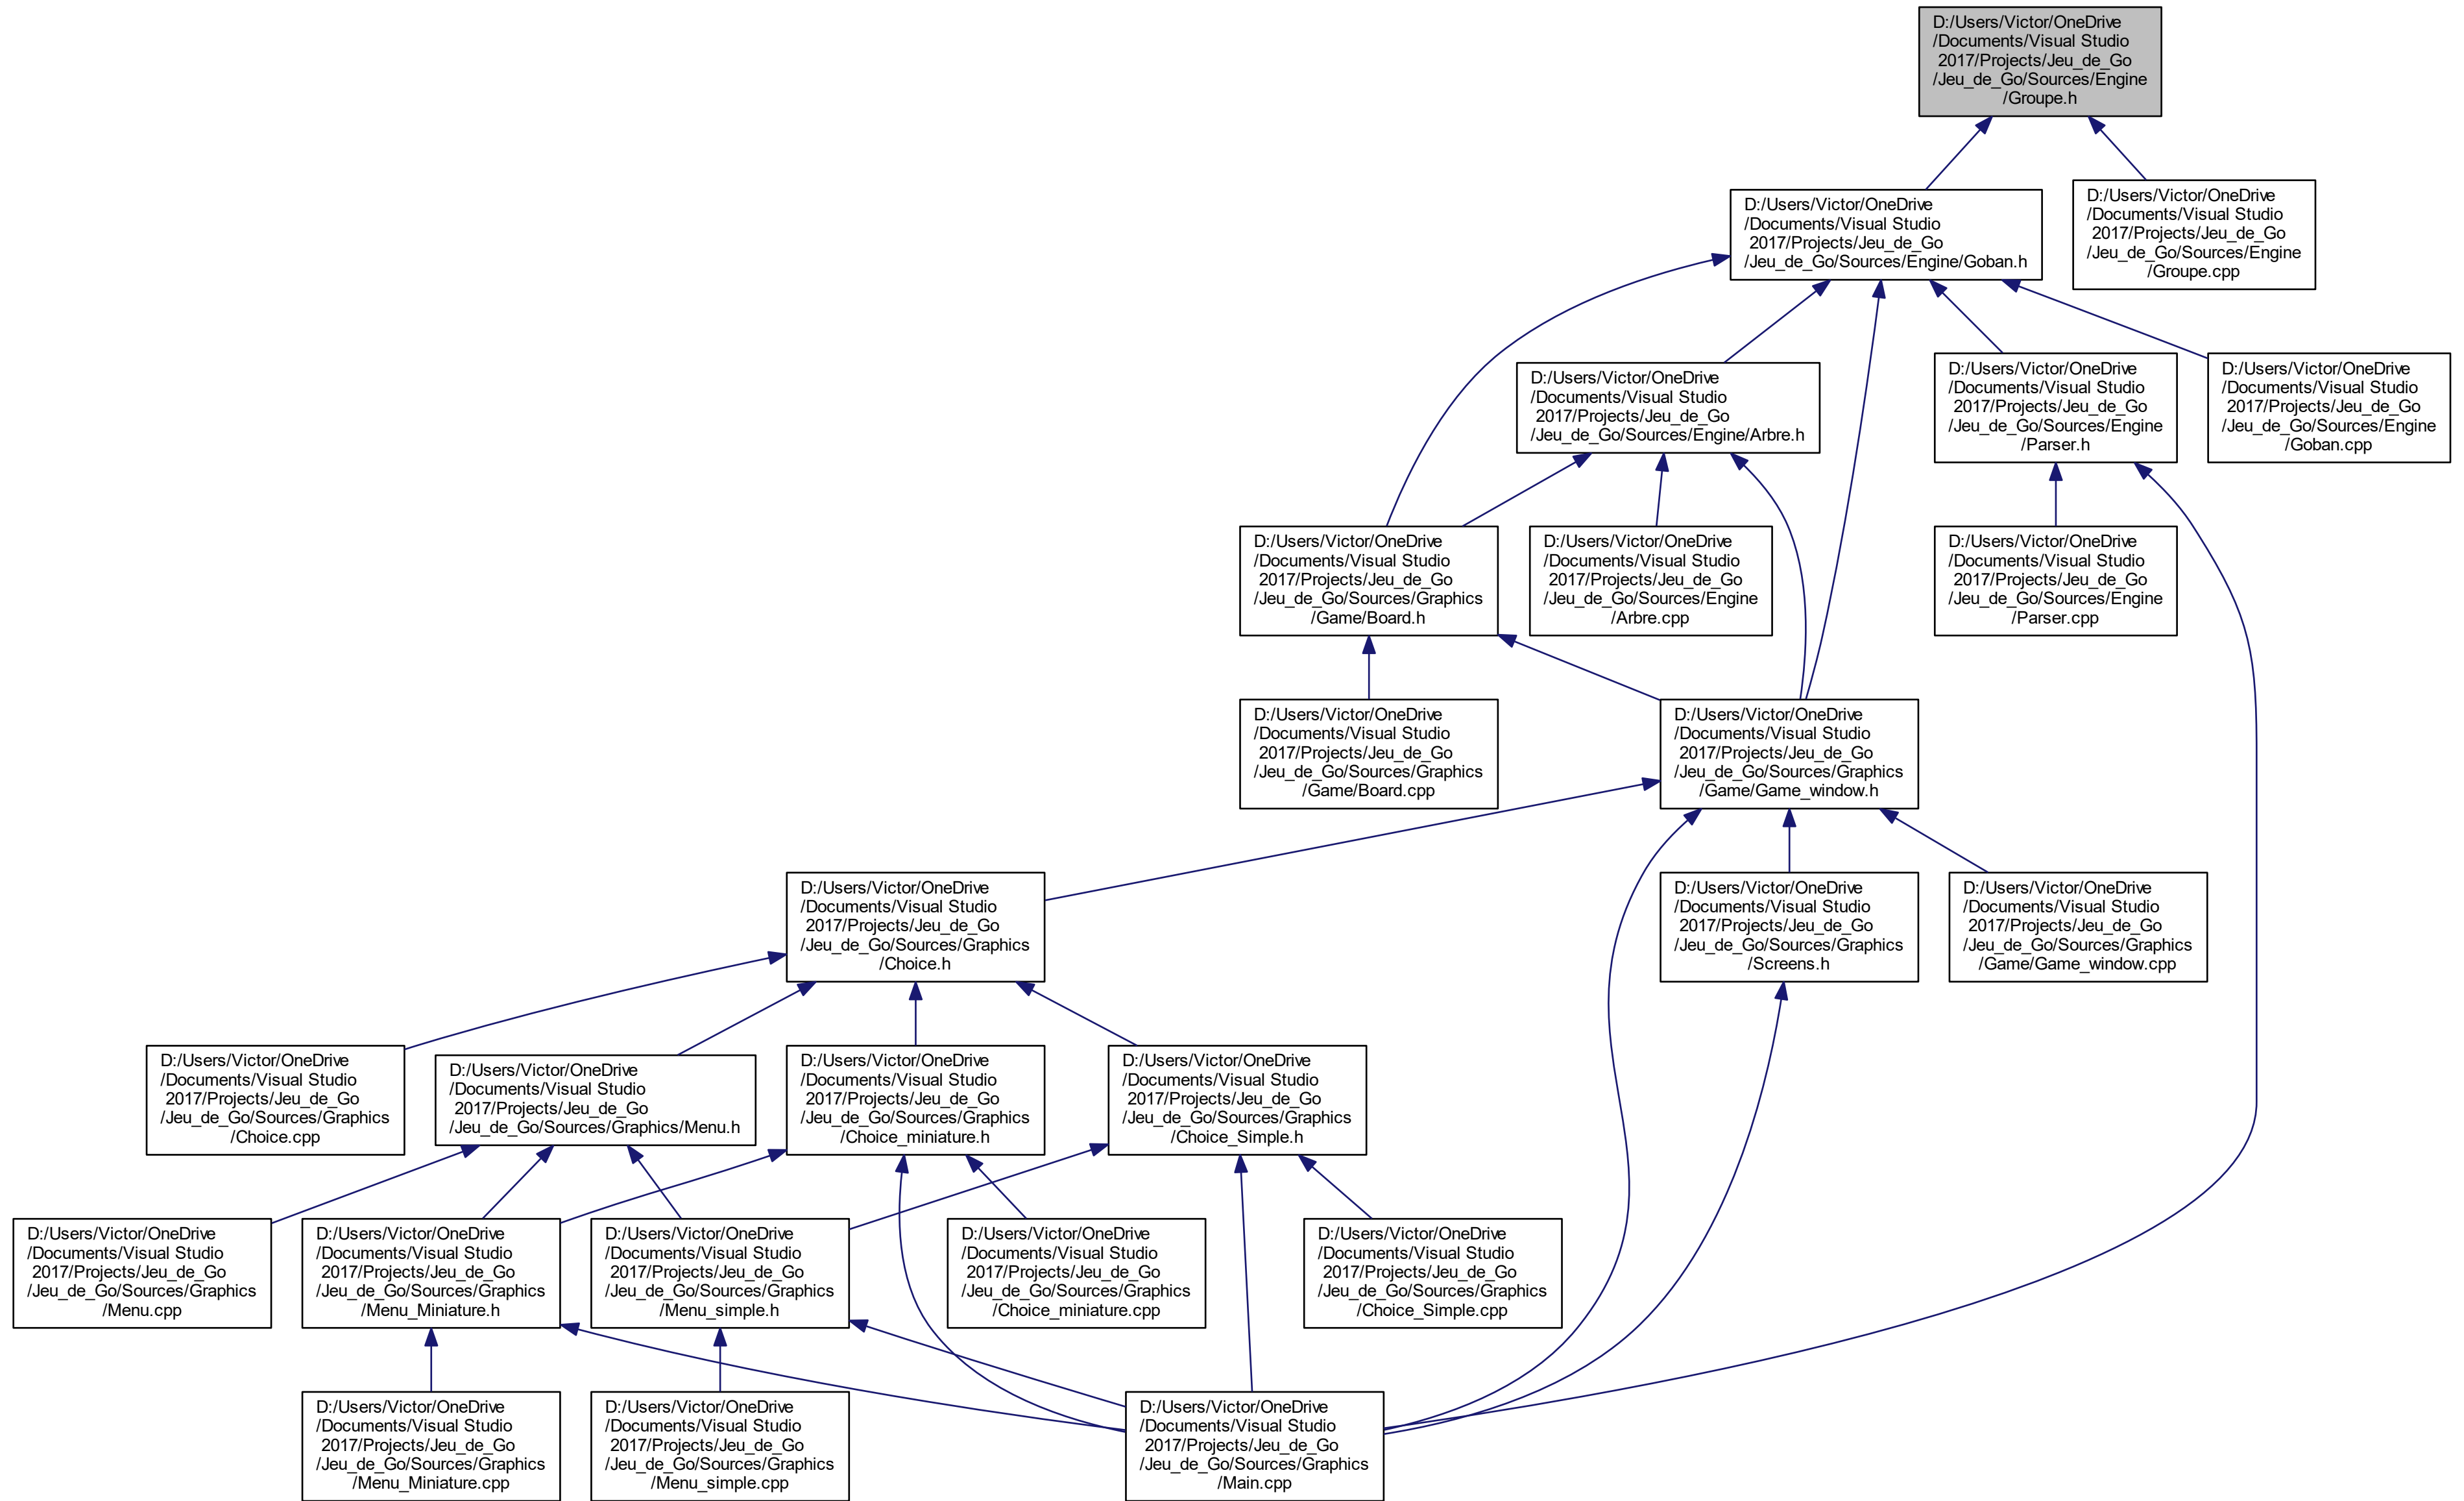 D:/Users/Victor/OneDrive
/Documents/Visual Studio
2017/Projects/Jeu_de_Go
/Jeu_de_Go/Sources/Engine
/Groupe.h
D:/Users/Victor/OneDrive
/Documents/Visual Studio
2017/Projects/Jeu_de_Go
/Jeu_de_Go/Sources/Engine/Goban.h
D:/Users/Victor/OneDrive
/Documents/Visual Studio
2017/Projects/Jeu_de_Go
/Jeu_de_Go/Sources/Engine
/Groupe.cpp
D:/Users/Victor/OneDrive
/Documents/Visual Studio
2017/Projects/Jeu_de_Go
/Jeu_de_Go/Sources/Engine/Arbre.h
D:/Users/Victor/OneDrive
/Documents/Visual Studio
2017/Projects/Jeu_de_Go
/Jeu_de_Go/Sources/Engine
/Parser.h
D:/Users/Victor/OneDrive
/Documents/Visual Studio
2017/Projects/Jeu_de_Go
/Jeu_de_Go/Sources/Engine
/Goban.cpp
D:/Users/Victor/OneDrive
/Documents/Visual Studio
2017/Projects/Jeu_de_Go
/Jeu_de_Go/Sources/Graphics
/Game/Board.h
D:/Users/Victor/OneDrive
/Documents/Visual Studio
2017/Projects/Jeu_de_Go
/Jeu_de_Go/Sources/Engine
/Arbre.cpp
D:/Users/Victor/OneDrive
/Documents/Visual Studio
2017/Projects/Jeu_de_Go
/Jeu_de_Go/Sources/Engine
/Parser.cpp
D:/Users/Victor/OneDrive
/Documents/Visual Studio
2017/Projects/Jeu_de_Go
/Jeu_de_Go/Sources/Graphics
/Game/Board.cpp
D:/Users/Victor/OneDrive
/Documents/Visual Studio
2017/Projects/Jeu_de_Go
/Jeu_de_Go/Sources/Graphics
/Game/Game_window.h
D:/Users/Victor/OneDrive
/Documents/Visual Studio
2017/Projects/Jeu_de_Go
/Jeu_de_Go/Sources/Graphics
/Choice.h
D:/Users/Victor/OneDrive
/Documents/Visual Studio
2017/Projects/Jeu_de_Go
/Jeu_de_Go/Sources/Graphics
/Screens.h
D:/Users/Victor/OneDrive
/Documents/Visual Studio
2017/Projects/Jeu_de_Go
/Jeu_de_Go/Sources/Graphics
/Game/Game_window.cpp
D:/Users/Victor/OneDrive
/Documents/Visual Studio
2017/Projects/Jeu_de_Go
/Jeu_de_Go/Sources/Graphics
/Choice.cpp
D:/Users/Victor/OneDrive
/Documents/Visual Studio
2017/Projects/Jeu_de_Go
/Jeu_de_Go/Sources/Graphics/Menu.h
D:/Users/Victor/OneDrive
/Documents/Visual Studio
2017/Projects/Jeu_de_Go
/Jeu_de_Go/Sources/Graphics
/Choice_miniature.h
D:/Users/Victor/OneDrive
/Documents/Visual Studio
2017/Projects/Jeu_de_Go
/Jeu_de_Go/Sources/Graphics
/Choice_Simple.h
D:/Users/Victor/OneDrive
/Documents/Visual Studio
2017/Projects/Jeu_de_Go
/Jeu_de_Go/Sources/Graphics
/Menu.cpp
D:/Users/Victor/OneDrive
/Documents/Visual Studio
2017/Projects/Jeu_de_Go
/Jeu_de_Go/Sources/Graphics
/Menu_Miniature.h
D:/Users/Victor/OneDrive
/Documents/Visual Studio
2017/Projects/Jeu_de_Go
/Jeu_de_Go/Sources/Graphics
/Menu_simple.h
D:/Users/Victor/OneDrive
/Documents/Visual Studio
2017/Projects/Jeu_de_Go
/Jeu_de_Go/Sources/Graphics
/Choice_miniature.cpp
D:/Users/Victor/OneDrive
/Documents/Visual Studio
2017/Projects/Jeu_de_Go
/Jeu_de_Go/Sources/Graphics
/Choice_Simple.cpp
D:/Users/Victor/OneDrive
/Documents/Visual Studio
2017/Projects/Jeu_de_Go
/Jeu_de_Go/Sources/Graphics
/Menu_Miniature.cpp
D:/Users/Victor/OneDrive
/Documents/Visual Studio
2017/Projects/Jeu_de_Go
/Jeu_de_Go/Sources/Graphics
/Menu_simple.cpp
D:/Users/Victor/OneDrive
/Documents/Visual Studio
2017/Projects/Jeu_de_Go
/Jeu_de_Go/Sources/Graphics
/Main.cpp